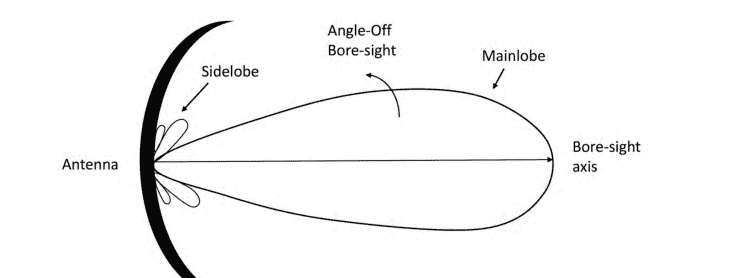 Angle-Off
Bore-sight
Mainlobe
Sidelobe
Bore-sight
axis
Antenna